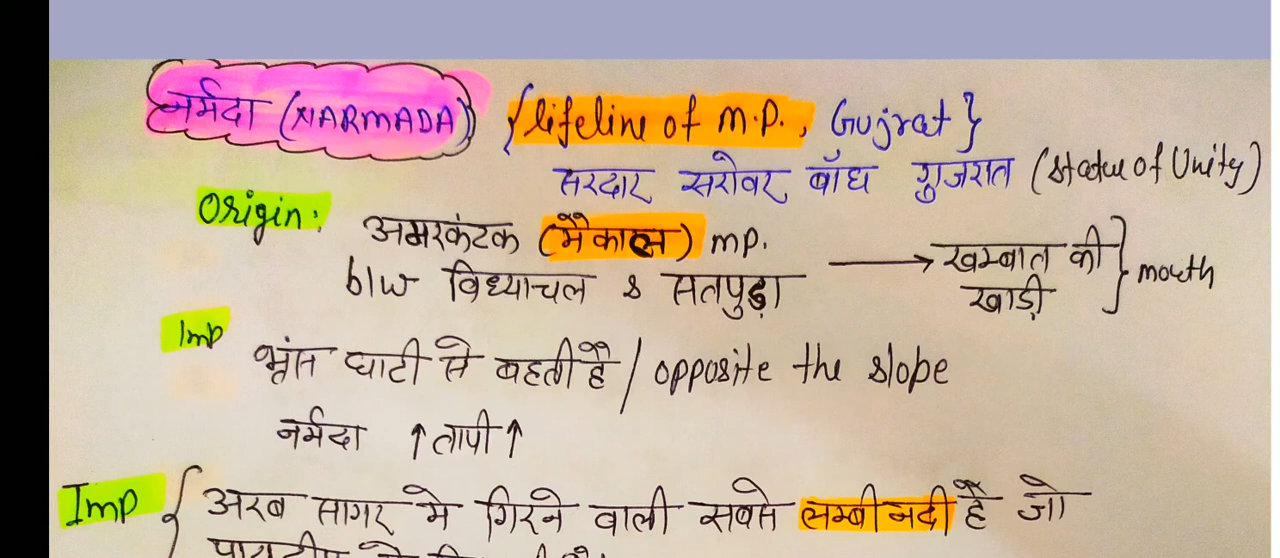 नर्मदा (NARMADA) {lifeline of M.P., Gujrat}
सरदार सरोवर बाँध गुजरात (Statue of Unity)
Origin: अमरकंटक (मैकाल) mp.
b/w विध्याचल & सतपुड़ा → खम्बात की खाड़ी } mouth
Imp
भ्रंस घाटी से बहती है / opposite the slope
नर्मदा ↑ तापी ↑
Imp { अरब सागर मे गिरने वाली सबसे लम्बी नदी है जो